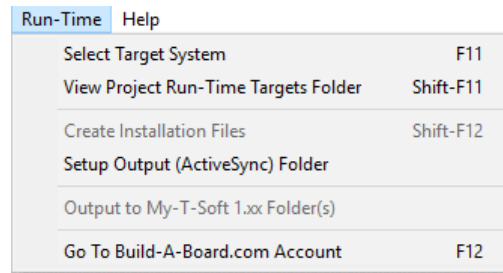 Run-Time Help
Select Target System F11
View Project Run-Time Targets Folder Shift-F11
Create Installation Files Shift-F12
Setup Output (ActiveSync) Folder
Output to My-T-Soft 1.xx Folder(s)
Go To Build-A-Board.com Account F12